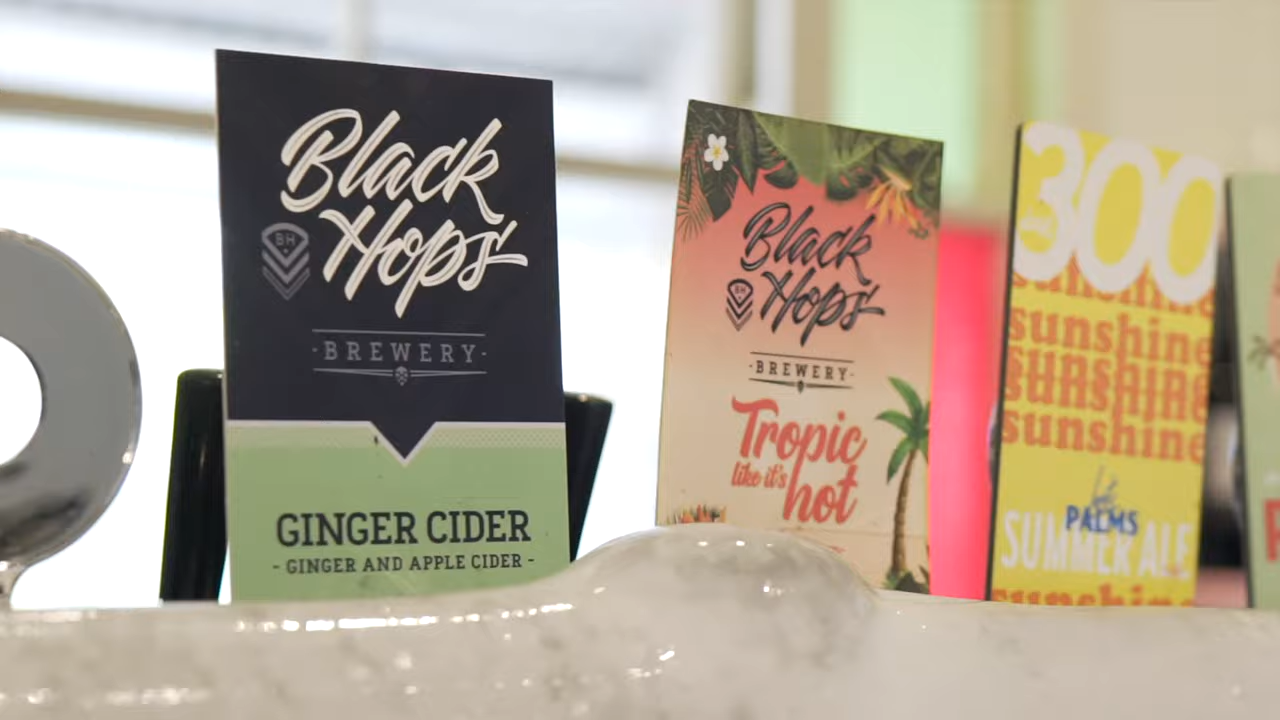 Black
Hops
BH
·BREWERY·
GINGER CIDER
- GINGER AND APPLE CIDER -
Black
Hops
BH
·BREWERY·
Tropic
like it's
hot
300
sunshine
sunshine
sunshine
sunshine
PALMS
SUMMER ALE
sunshine